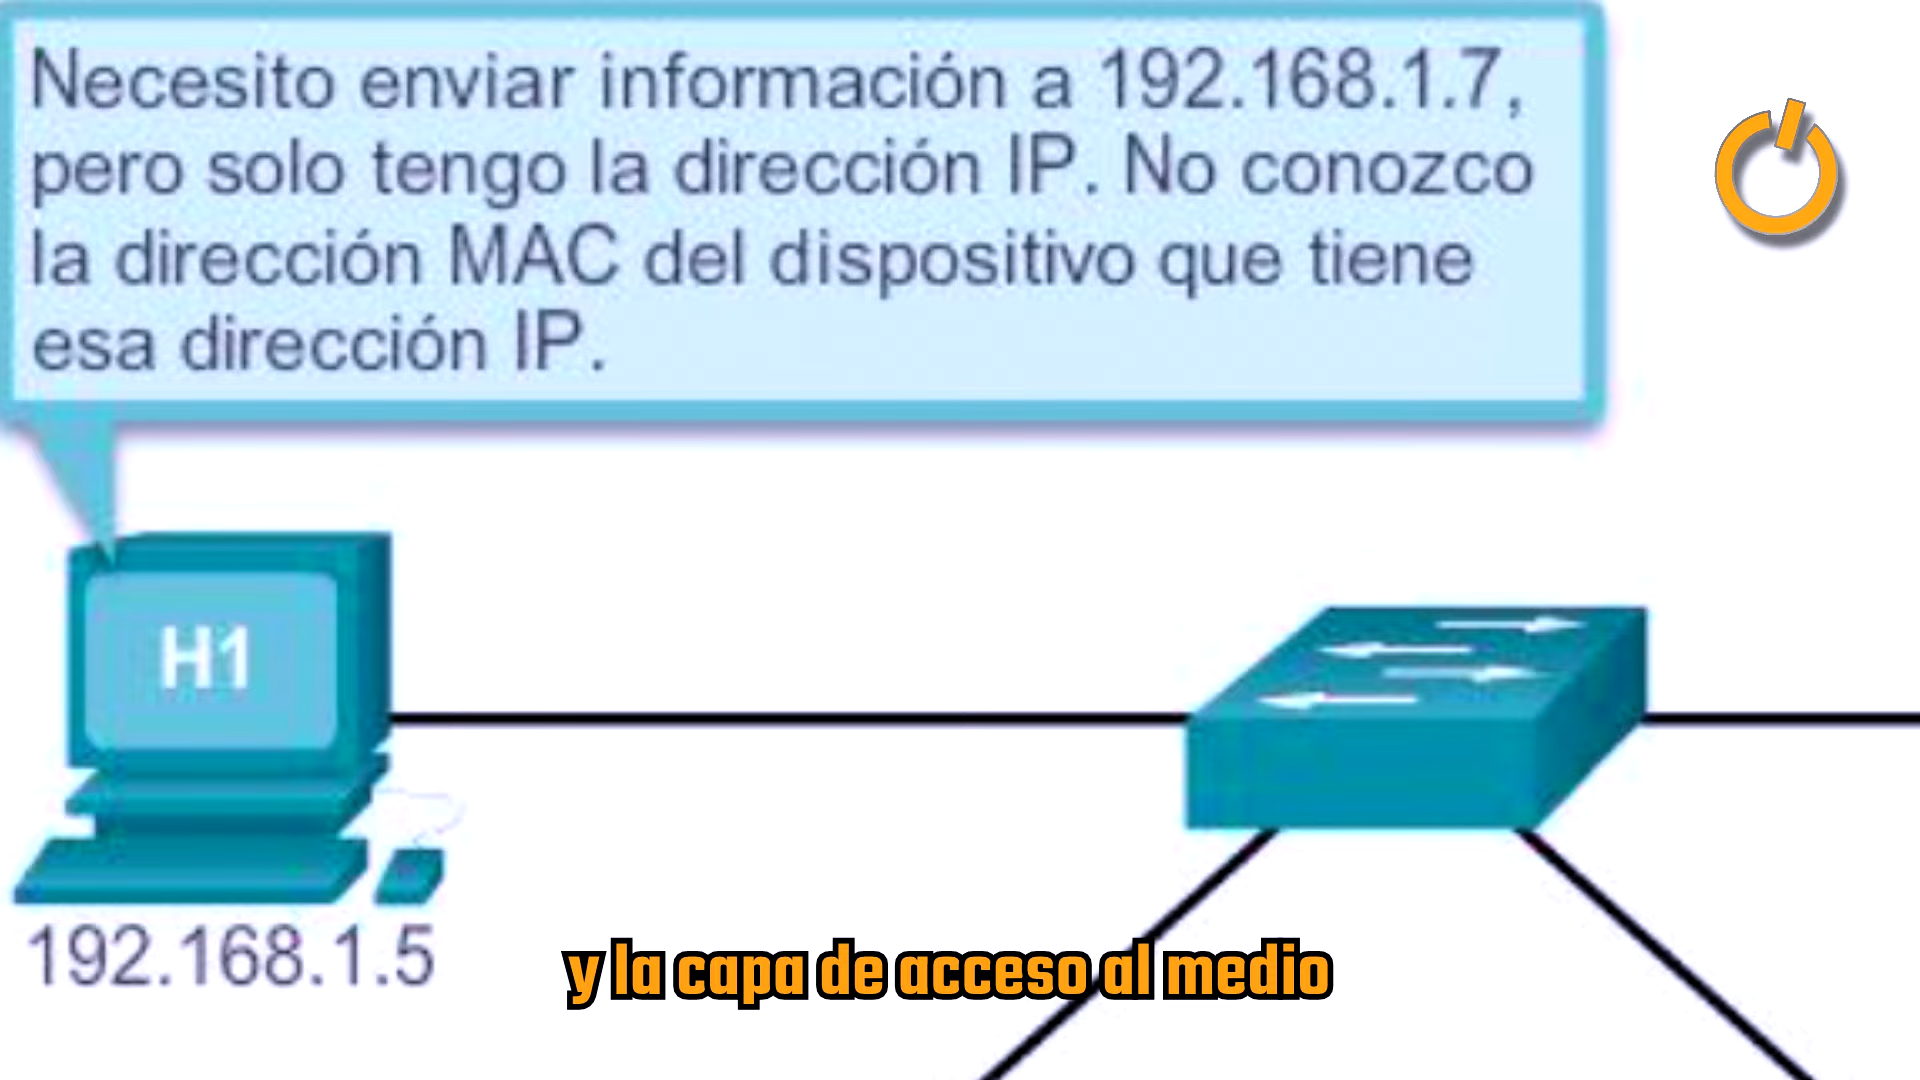 Necesito enviar información a 192.168.1.7,
pero solo tengo la dirección IP. No conozco
la dirección MAC del dispositivo que tiene
esa dirección IP.
H1
192.168.1.5
y la capa de acceso al medio